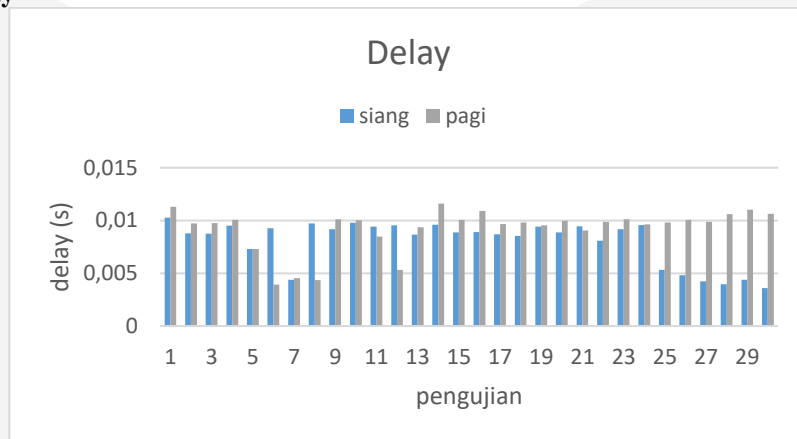 y
Delay
siang pagi
0,015
0,01
0,005
0
delay (s)
1 3 5 7 9 11 13 15 17 19 21 23 25 27 29
pengujian